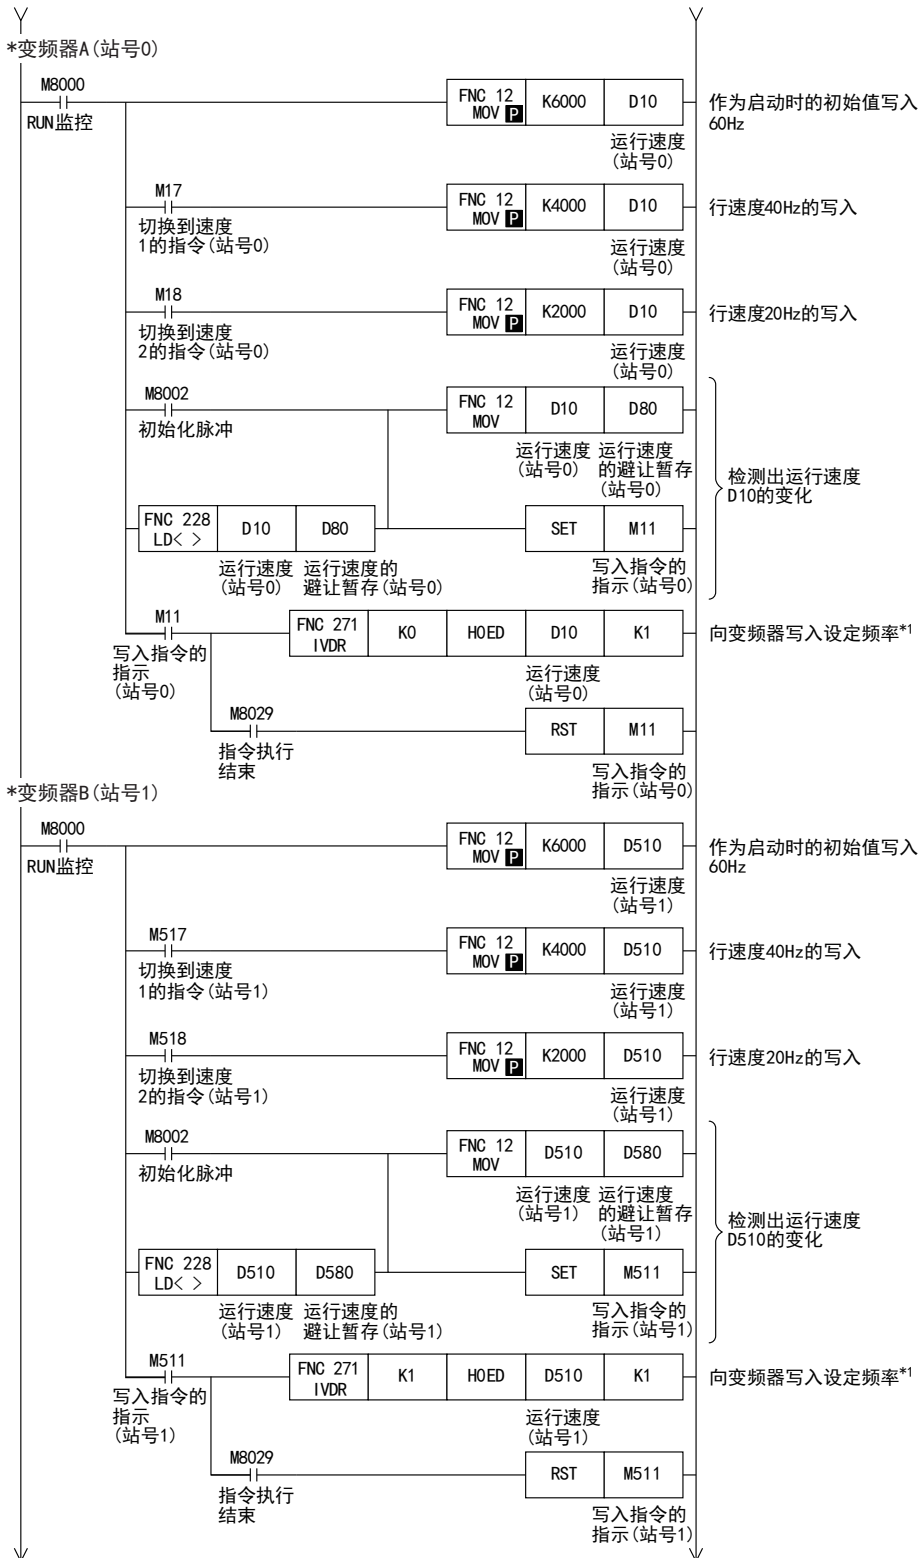 *变频器A(站号0)
M8000
RUN监控
FNC 12
MOV P
K6000
D10
运行速度
(站号0)
作为启动时的初始值写入
60Hz
M17
切换到速度
1的指令(站号0)
FNC 12
MOV P
K4000
D10
运行速度
(站号0)
行速度40Hz的写入
M18
切换到速度
2的指令(站号0)
FNC 12
MOV P
K2000
D10
运行速度
(站号0)
行速度20Hz的写入
M8002
初始化脉冲
FNC 12
MOV
D10
D80
运行速度
(站号0)
运行速度
的避让暂存
(站号0)
检测出运行速度
D10的变化
FNC 228
LD< >
D10
D80
运行速度
(站号0)
运行速度的
避让暂存(站号0)
SET
M11
写入指令的
指示(站号0)
M11
写入指令的
指示
(站号0)
FNC 271
IVDR
K0
H0ED
D10
K1
运行速度
(站号0)
向变频器写入设定频率*1
M8029
指令执行
结束
RST
M11
写入指令的
指示(站号0)
*变频器B(站号1)
M8000
RUN监控
FNC 12
MOV P
K6000
D510
运行速度
(站号1)
作为启动时的初始值写入
60Hz
M517
切换到速度
1的指令(站号1)
FNC 12
MOV P
K4000
D510
运行速度
(站号1)
行速度40Hz的写入
M518
切换到速度
2的指令(站号1)
FNC 12
MOV P
K2000
D510
运行速度
(站号1)
行速度20Hz的写入
M8002
初始化脉冲
FNC 12
MOV
D510
D580
运行速度
(站号1)
运行速度
的避让暂存
(站号1)
检测出运行速度
D510的变化
FNC 228
LD< >
D510
D580
运行速度
(站号1)
运行速度的
避让暂存(站号1)
SET
M511
写入指令的
指示(站号1)
M511
写入指令的
指示
(站号1)
FNC 271
IVDR
K1
H0ED
D510
K1
运行速度
(站号1)
向变频器写入设定频率*1
M8029
指令执行
结束
RST
M511
写入指令的
指示(站号1)